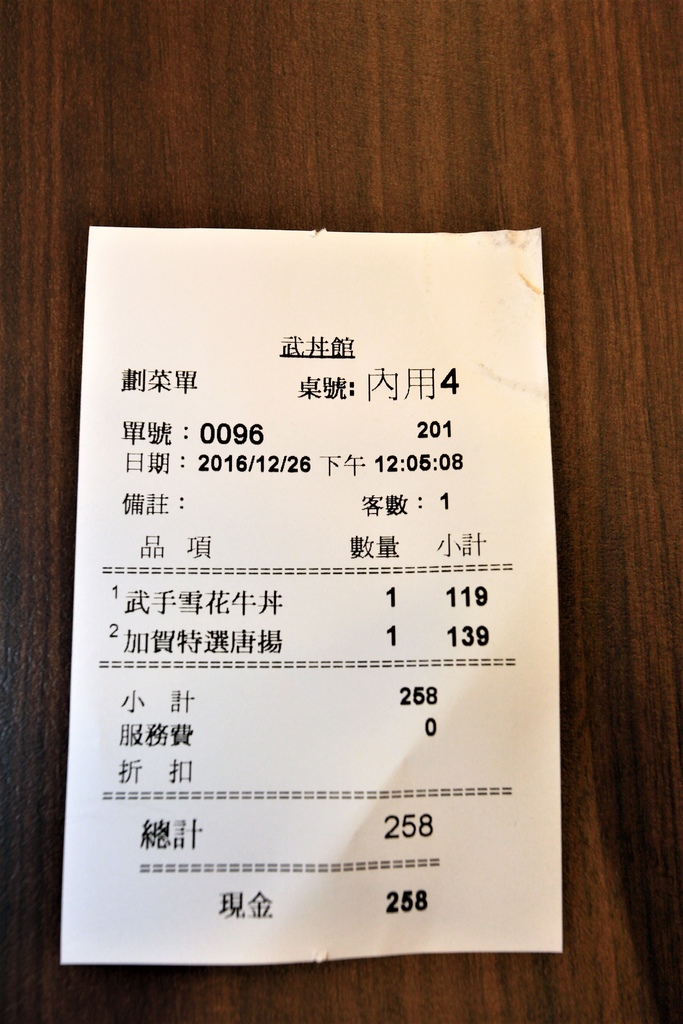 武丼館
劃菜單 桌號: 內用4
單號：0096 201
日期：2016/12/26 下午 12:05:08
備註： 客數：1
品 項 數量 小計
================================
1 武手雪花牛丼 1 119
2 加賀特選唐揚 1 139
================================
小 計 258
服務費 0
折 扣
================================
總計 258
=======================
現金 258